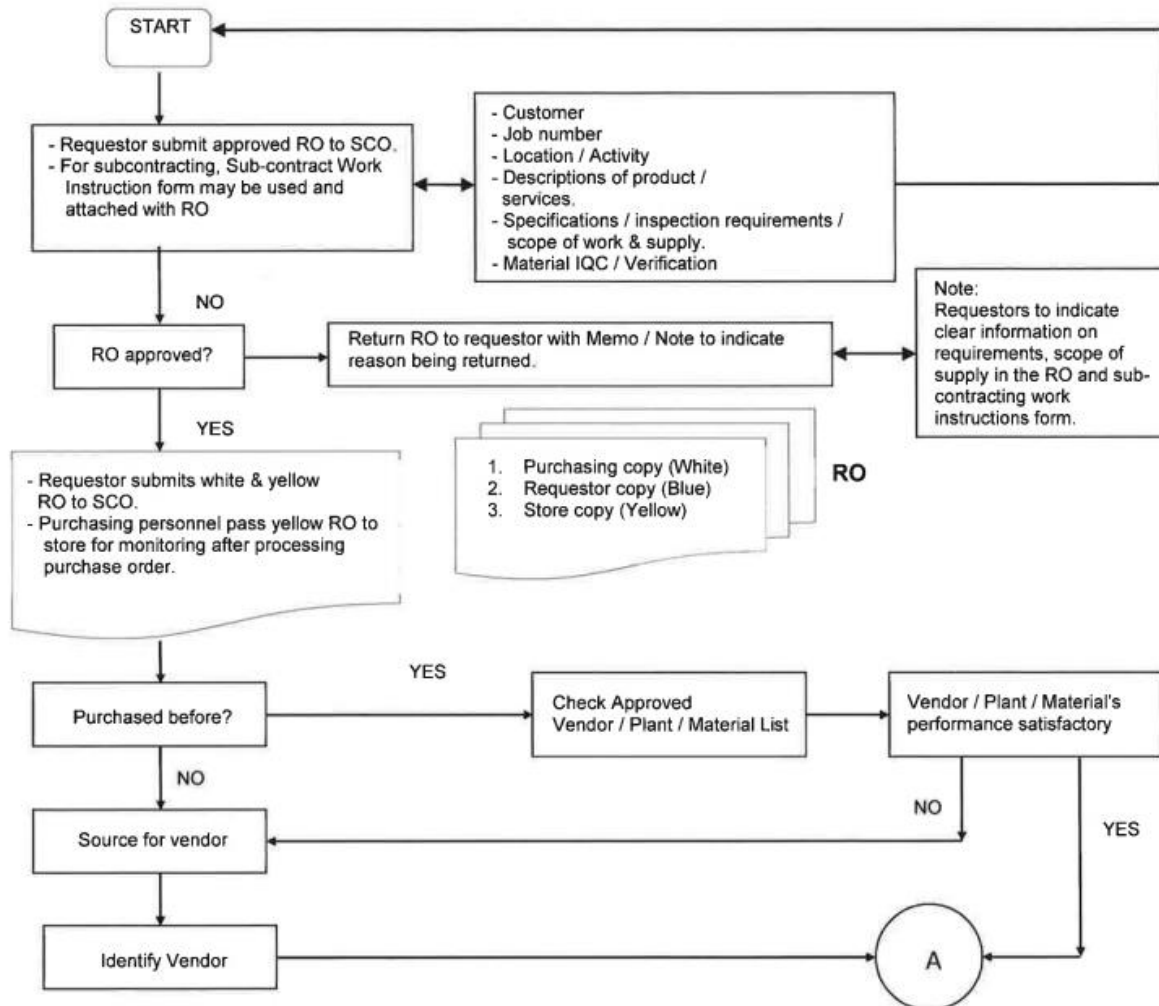 START
- Requestor submit approved RO to SCO.
- For subcontracting, Sub-contract Work
Instruction form may be used and
attached with RO
- Customer
- Job number
- Location / Activity
- Descriptions of product /
services.
- Specifications / inspection requirements /
scope of work & supply.
- Material IQC / Verification
NO
RO approved?
Return RO to requestor with Memo / Note to indicate
reason being returned.
Note:
Requestors to indicate
clear information on
requirements, scope of
supply in the RO and sub-
contracting work
instructions form.
YES
- Requestor submits white & yellow
RO to SCO.
- Purchasing personnel pass yellow RO to
store for monitoring after processing
purchase order.
1. Purchasing copy (White)
2. Requestor copy (Blue)
3. Store copy (Yellow)
RO
YES
Purchased before?
Check Approved
Vendor / Plant / Material List
Vendor / Plant / Material's
performance satisfactory
NO
NO
YES
Source for vendor
Identify Vendor
A